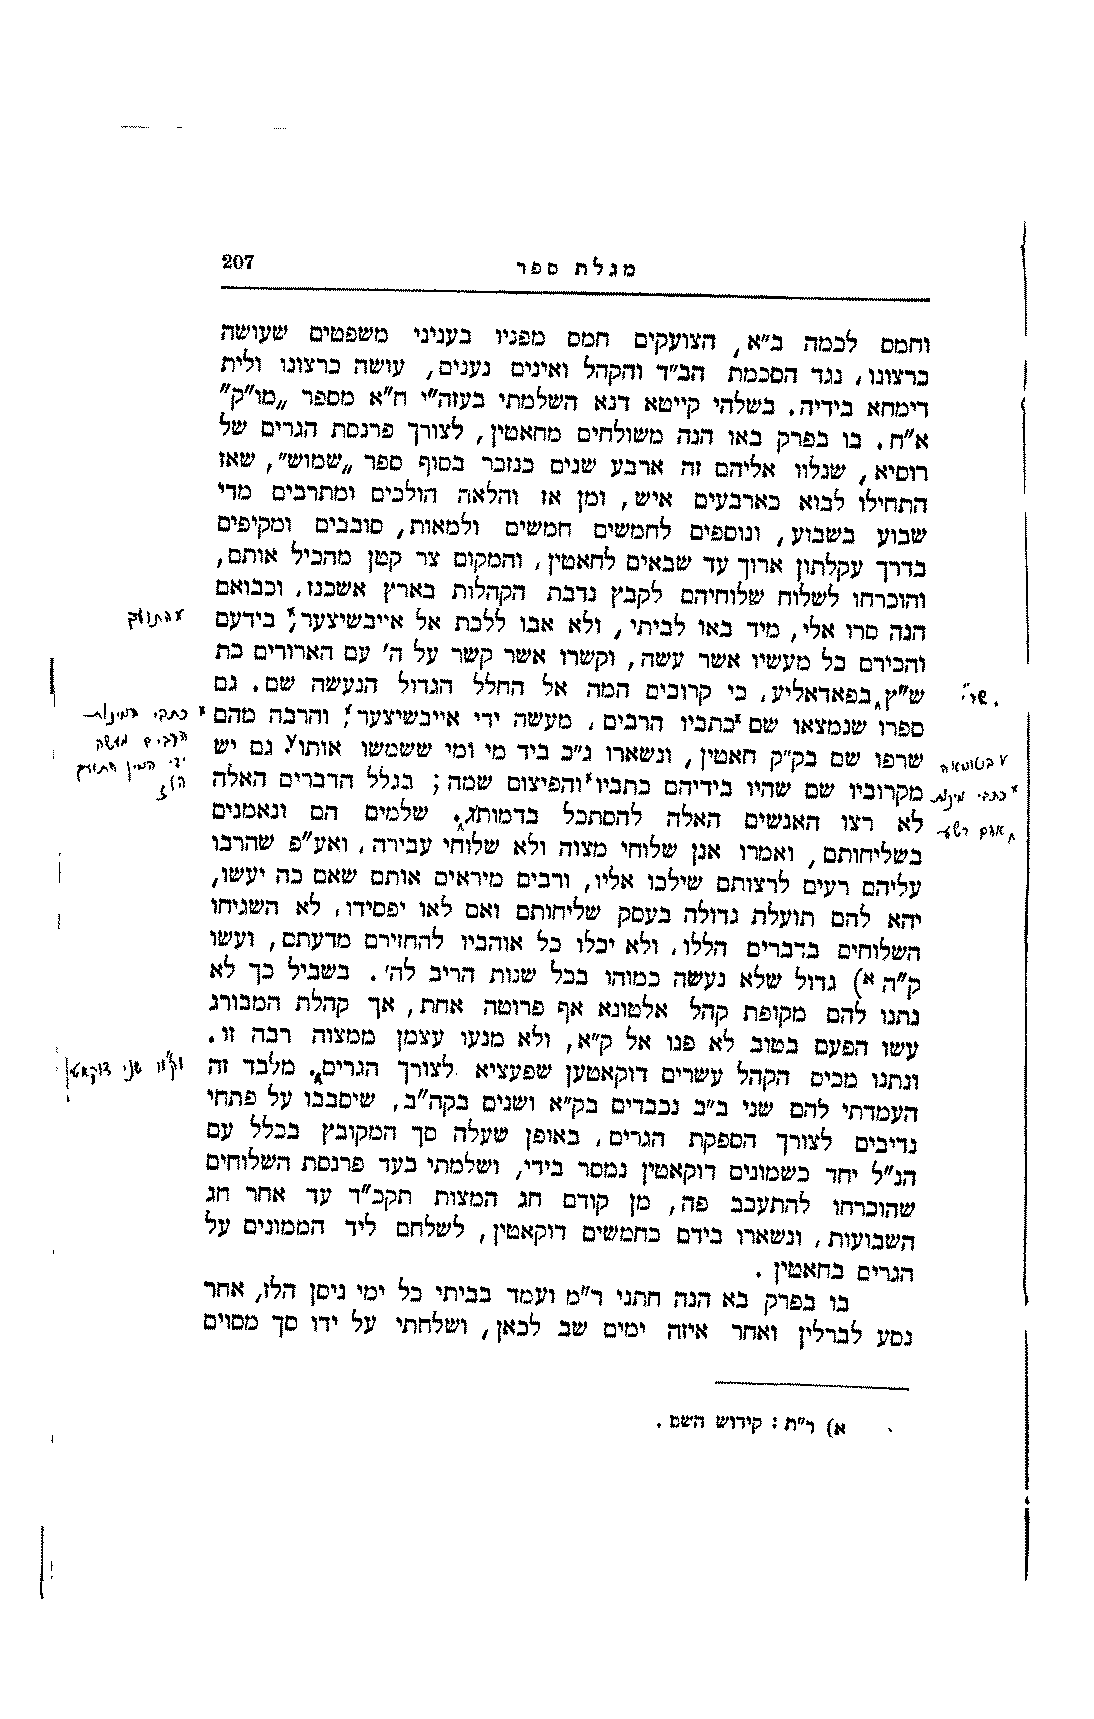 מגלת ספר
207
וחמס לכמה ב"א, הצועקים חמס מפניו בעניני משפטים שעושה
כרצונו, נגד הסכמת הב"ד והקהל ואינים נענים, עושה כרצונו ולית
דימחא בידיה. בשלהי קייטא דנא השלמתי בעזה"י ח"א מספר „מו"ק"
א"ח. בו בפרק באו הנה משולחים מחאטין, לצורך פרנסת הגרים של
רוסיא, שנלוו אליהם זה ארבע שנים כנזכר בסוף ספר „שמוש", שאז
התחילו לבוא כארבעים איש, ומן אז והלאה הולכים ומתרבים מדי
שבוע בשבוע, ונוספים לחמשים חמשים ולמאות, סובבים ומקיפים
בדרך עקלתון ארוך עד שבאים לחאטין, והמקום צר קטן מהכיל אותם,
והוכרחו לשלוח שלוחיהם לקבץ נדבת הקהלות בארץ אשכנז. וכבואם
הנה סרו אלי, מיד באו לביתי, ולא אבו ללכת אל אייבשיצער, בידעם
והכירם כל מעשיו אשר עשה, וקשרו אשר קשר על ה' עם הארורים כת
ש"ץ בפאדאליע, כי קרובים המה אל החלל הגדול הנעשה שם. גם
ספרו שנמצאו שם כתביו הרבים, מעשה ידי אייבשיצער, והרבה מהם
שרפו שם בק"ק חאטין, ונשארו ג"כ ביד מי ומי ששמשו אותו. גם יש
מקרוביו שם שהיו בידיהם כתביו והפיצום שמה; בגלל הדברים האלה
לא רצו האנשים האלה להסתכל בדמותו. שלמים הם ונאמנים
בשליחותם, ואמרו אנן שלוחי מצוה ולא שלוחי עבירה, ואע"פ שהרבו
עליהם רעים לרצותם שילכו אליו, ורבים מיראים אותם שאם כה יעשו,
יהא להם תועלת גדולה בעסק שליחותם ואם לאו יפסידו, לא השגיחו
השלוחים בדברים הללו, ולא יכלו כל אוהביו להחזירם מדעתם, ועשו
ק"ה א) גדול שלא נעשה כמוהו בכל שנות הריב לה'. בשביל כך לא
נתנו להם מקופת קהל אלטונא אף פרוטה אחת, אך קהלת המבורג
עשו הפעם בטוב לא פנו אל ק"א, ולא מנעו עצמן ממצוה רבה זו.
ונתנו מכיס הקהל עשרים דוקאטען שפעציא לצורך הגרים. מלבד זה
העמדתי להם שני ב"ב נכבדים בק"א ושנים בקה"ב, שיסבבו על פתחי
נדיבים לצורך הספקת הגרים, באופן שעלה סך המקובץ בכלל עם
הנ"ל יחד כשמונים דוקאטין נמסר בידי, ושלמתי בעד פרנסת השלוחים
שהוכרחו להתעכב פה, מן קודם חג המצות תקכ"ד עד אחר חג
השבועות, ונשארו בידם כחמשים דוקאטין, לשלחם ליד הממונים על
הגרים בחאטין.
בו בפרק בא הנה חתני ר"מ ועמד בביתי כל ימי ניסן הלז, אחר
נסע לברלין ואחר איזה ימים שב לכאן, ושלחתי על ידו סך מסוים
א) ר"ת: קידוש השם.
כתבי
אדם רשע